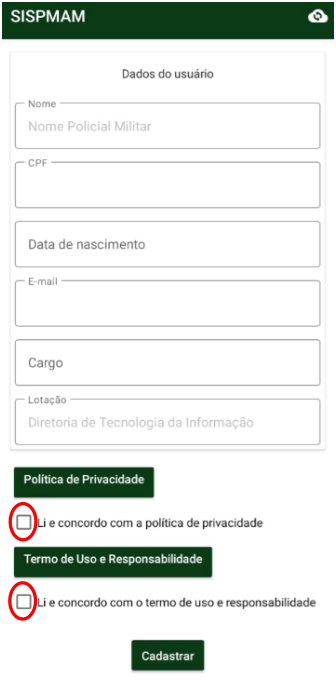 SISPMAM
Dados do usuário
Nome
Nome Policial Militar
CPF
Data de nascimento
E-mail
Cargo
Lotação
Diretoria de Tecnologia da Informação
Política de Privacidade
Li e concordo com a política de privacidade
Termo de Uso e Responsabilidade
Li e concordo com o termo de uso e responsabilidade
Cadastrar